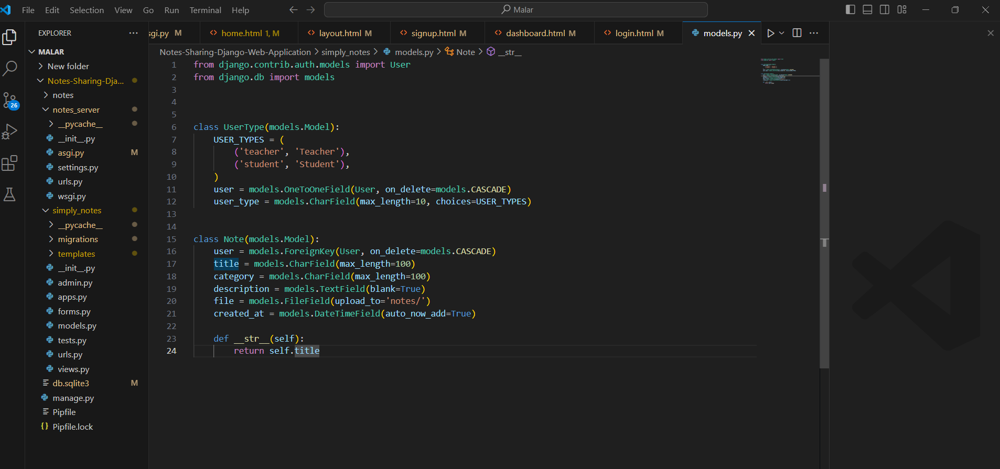 File Edit Selection View Go Run Terminal Help
Malar
EXPLORER
sgi.py M
home.html 1, M
layout.html M
signup.html M
dashboard.html M
login.html M
models.py
MALAR
New folder
Notes-Sharing-Dja...
notes
notes_server
__pycache__
__init__.py
asgi.py M
settings.py
urls.py
wsgi.py
simply_notes
__pycache__
migrations
templates
__init__.py
admin.py
apps.py
forms.py
models.py
tests.py
urls.py
views.py
db.sqlite3 M
manage.py
Pipfile
Pipfile.lock
26
Notes-Sharing-Django-Web-Application > simply_notes > models.py > Note > __str__
1 from django.contrib.auth.models import User
2 from django.db import models
3
4
5
6 class UserType(models.Model):
7     USER_TYPES = (
8         ('teacher', 'Teacher'),
9         ('student', 'Student'),
10     )
11     user = models.OneToOneField(User, on_delete=models.CASCADE)
12     user_type = models.CharField(max_length=10, choices=USER_TYPES)
13
14
15 class Note(models.Model):
16     user = models.ForeignKey(User, on_delete=models.CASCADE)
17     title = models.CharField(max_length=100)
18     category = models.CharField(max_length=100)
19     description = models.TextField(blank=True)
20     file = models.FileField(upload_to='notes/')
21     created_at = models.DateTimeField(auto_now_add=True)
22
23     def __str__(self):
24         return self.title